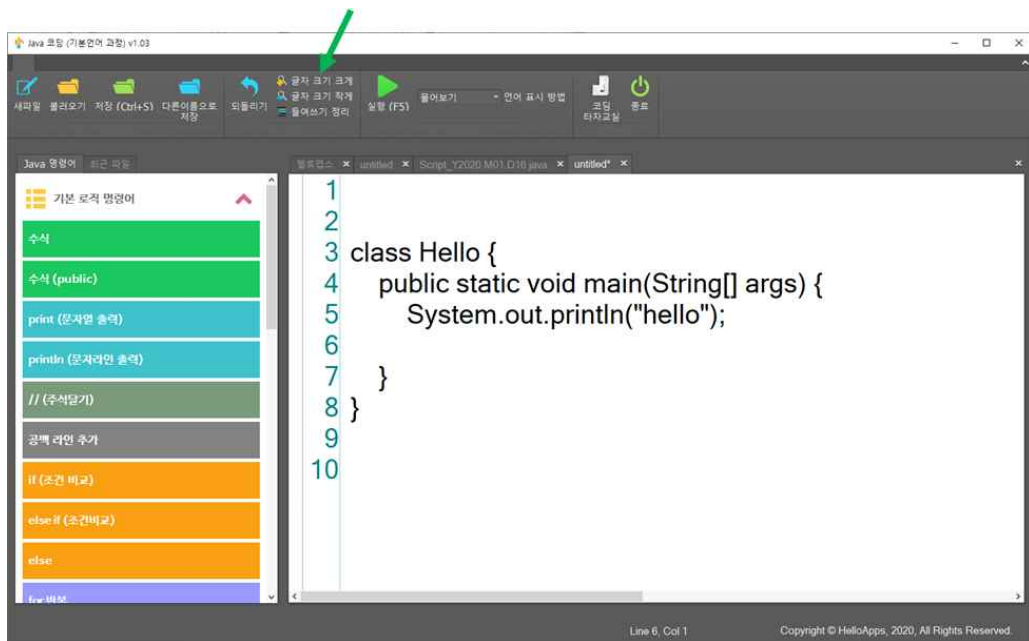 Java 코딩 (기본언어 과정) v1.03
글자 크기 크게
글자 크기 작게
들여쓰기 정리
새파일 불러오기 저장 (Ctrl+S) 다른이름으로 저장 되돌리기 실행 (F5) 물어보기 언어 표시 방법 코딩 타자교실 종료
Java 명령어 최근 파일
헬로앱스 untitled Script_Y2020.M01.D16.java untitled*
기본 로직 명령어
수식
수식 (public)
print (문자열 출력)
println (문자라인 출력)
// (주석달기)
공백 라인 추가
if (조건 비교)
else if (조건비교)
else
for 반복
1
2
3 class Hello {
4 public static void main(String[] args) {
5 System.out.println("hello");
6
7 }
8 }
9
10
Line 6, Col 1
Copyright © HelloApps, 2020, All Rights Reserved.